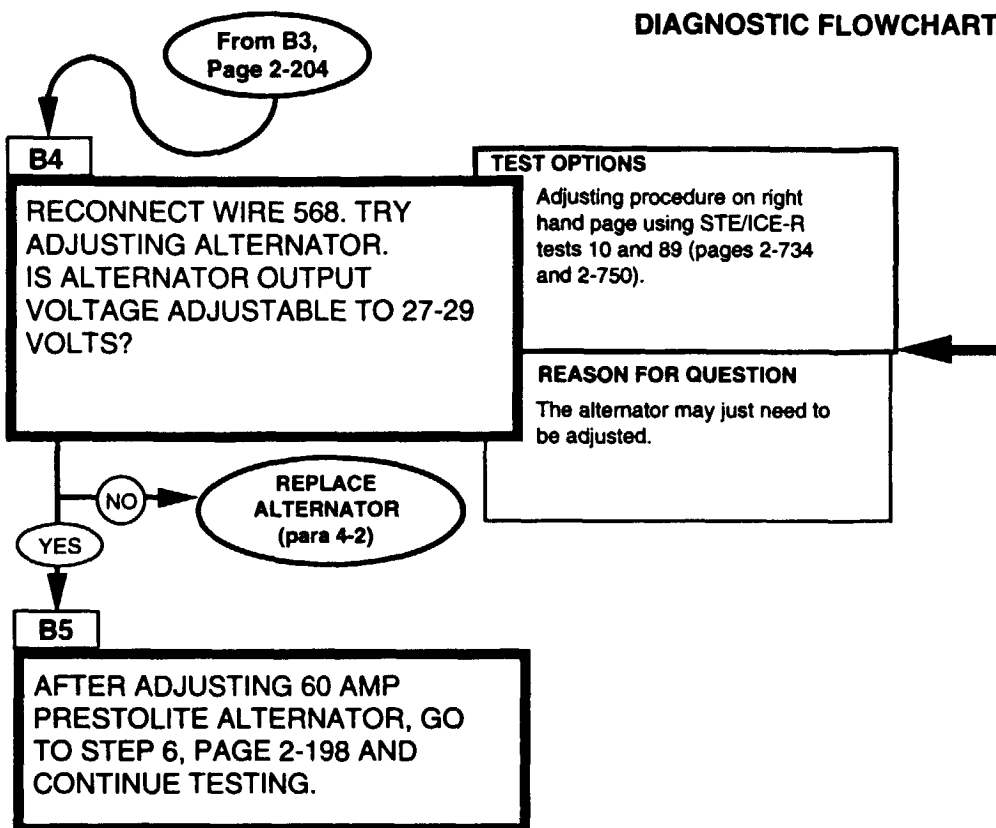 DIAGNOSTIC FLOWCHART
From B3,
Page 2-204
B4
RECONNECT WIRE 568. TRY
ADJUSTING ALTERNATOR.
IS ALTERNATOR OUTPUT
VOLTAGE ADJUSTABLE TO 27-29
VOLTS?
TEST OPTIONS
Adjusting procedure on right
hand page using STE/ICE-R
tests 10 and 89 (pages 2-734
and 2-750).
REASON FOR QUESTION
The alternator may just need to
be adjusted.
NO
REPLACE
ALTERNATOR
(para 4-2)
YES
B5
AFTER ADJUSTING 60 AMP
PRESTOLITE ALTERNATOR, GO
TO STEP 6, PAGE 2-198 AND
CONTINUE TESTING.